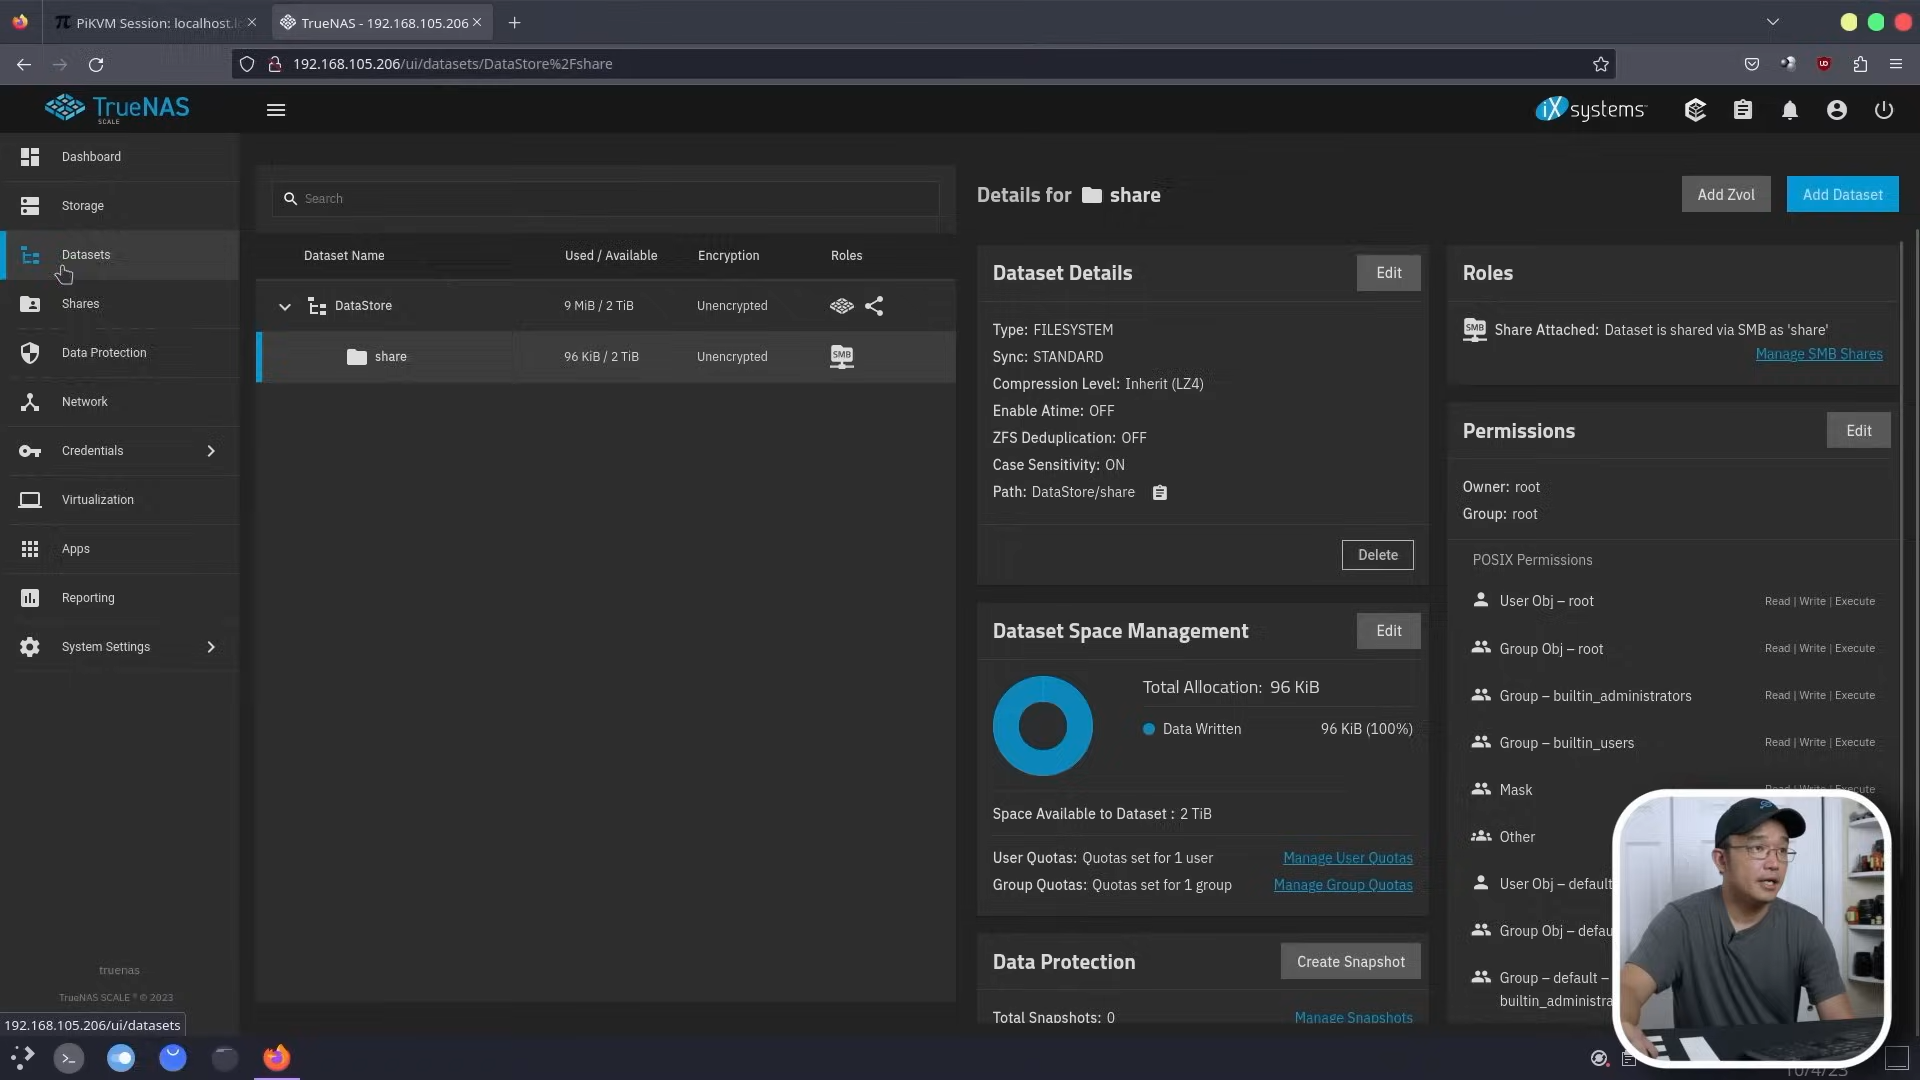 PiKVM Session: localhost.lo
TrueNAS - 192.168.105.206
192.168.105.206/ui/datasets/DataStore%2Fshare
TrueNAS
SCALE
iX systems
Dashboard
Storage
Datasets
Shares
Data Protection
Network
Credentials
Virtualization
Apps
Reporting
System Settings
truenas
TrueNAS SCALE ® © 2023
192.168.105.206/ui/datasets
Search
Dataset Name Used / Available Encryption Roles
DataStore 9 MiB / 2 TiB Unencrypted
share 96 KiB / 2 TiB Unencrypted SMB
Details for share
Add Zvol
Add Dataset
Dataset Details
Edit
Type: FILESYSTEM
Sync: STANDARD
Compression Level: Inherit (LZ4)
Enable Atime: OFF
ZFS Deduplication: OFF
Case Sensitivity: ON
Path: DataStore/share
Delete
Dataset Space Management
Edit
Total Allocation: 96 KiB
Data Written 96 KiB (100%)
Space Available to Dataset : 2 TiB
User Quotas: Quotas set for 1 user Manage User Quotas
Group Quotas: Quotas set for 1 group Manage Group Quotas
Data Protection
Create Snapshot
Total Snapshots: 0 Manage Snapshots
Roles
SMB Share Attached: Dataset is shared via SMB as 'share'
Manage SMB Shares
Permissions
Edit
Owner: root
Group: root
POSIX Permissions
User Obj – root Read | Write | Execute
Group Obj – root Read | Write | Execute
Group – builtin_administrators Read | Write | Execute
Group – builtin_users Read | Write | Execute
Mask Read | Write | Execute
Other
User Obj – default
Group Obj – defau
Group – default –
builtin_administra
10/4/23